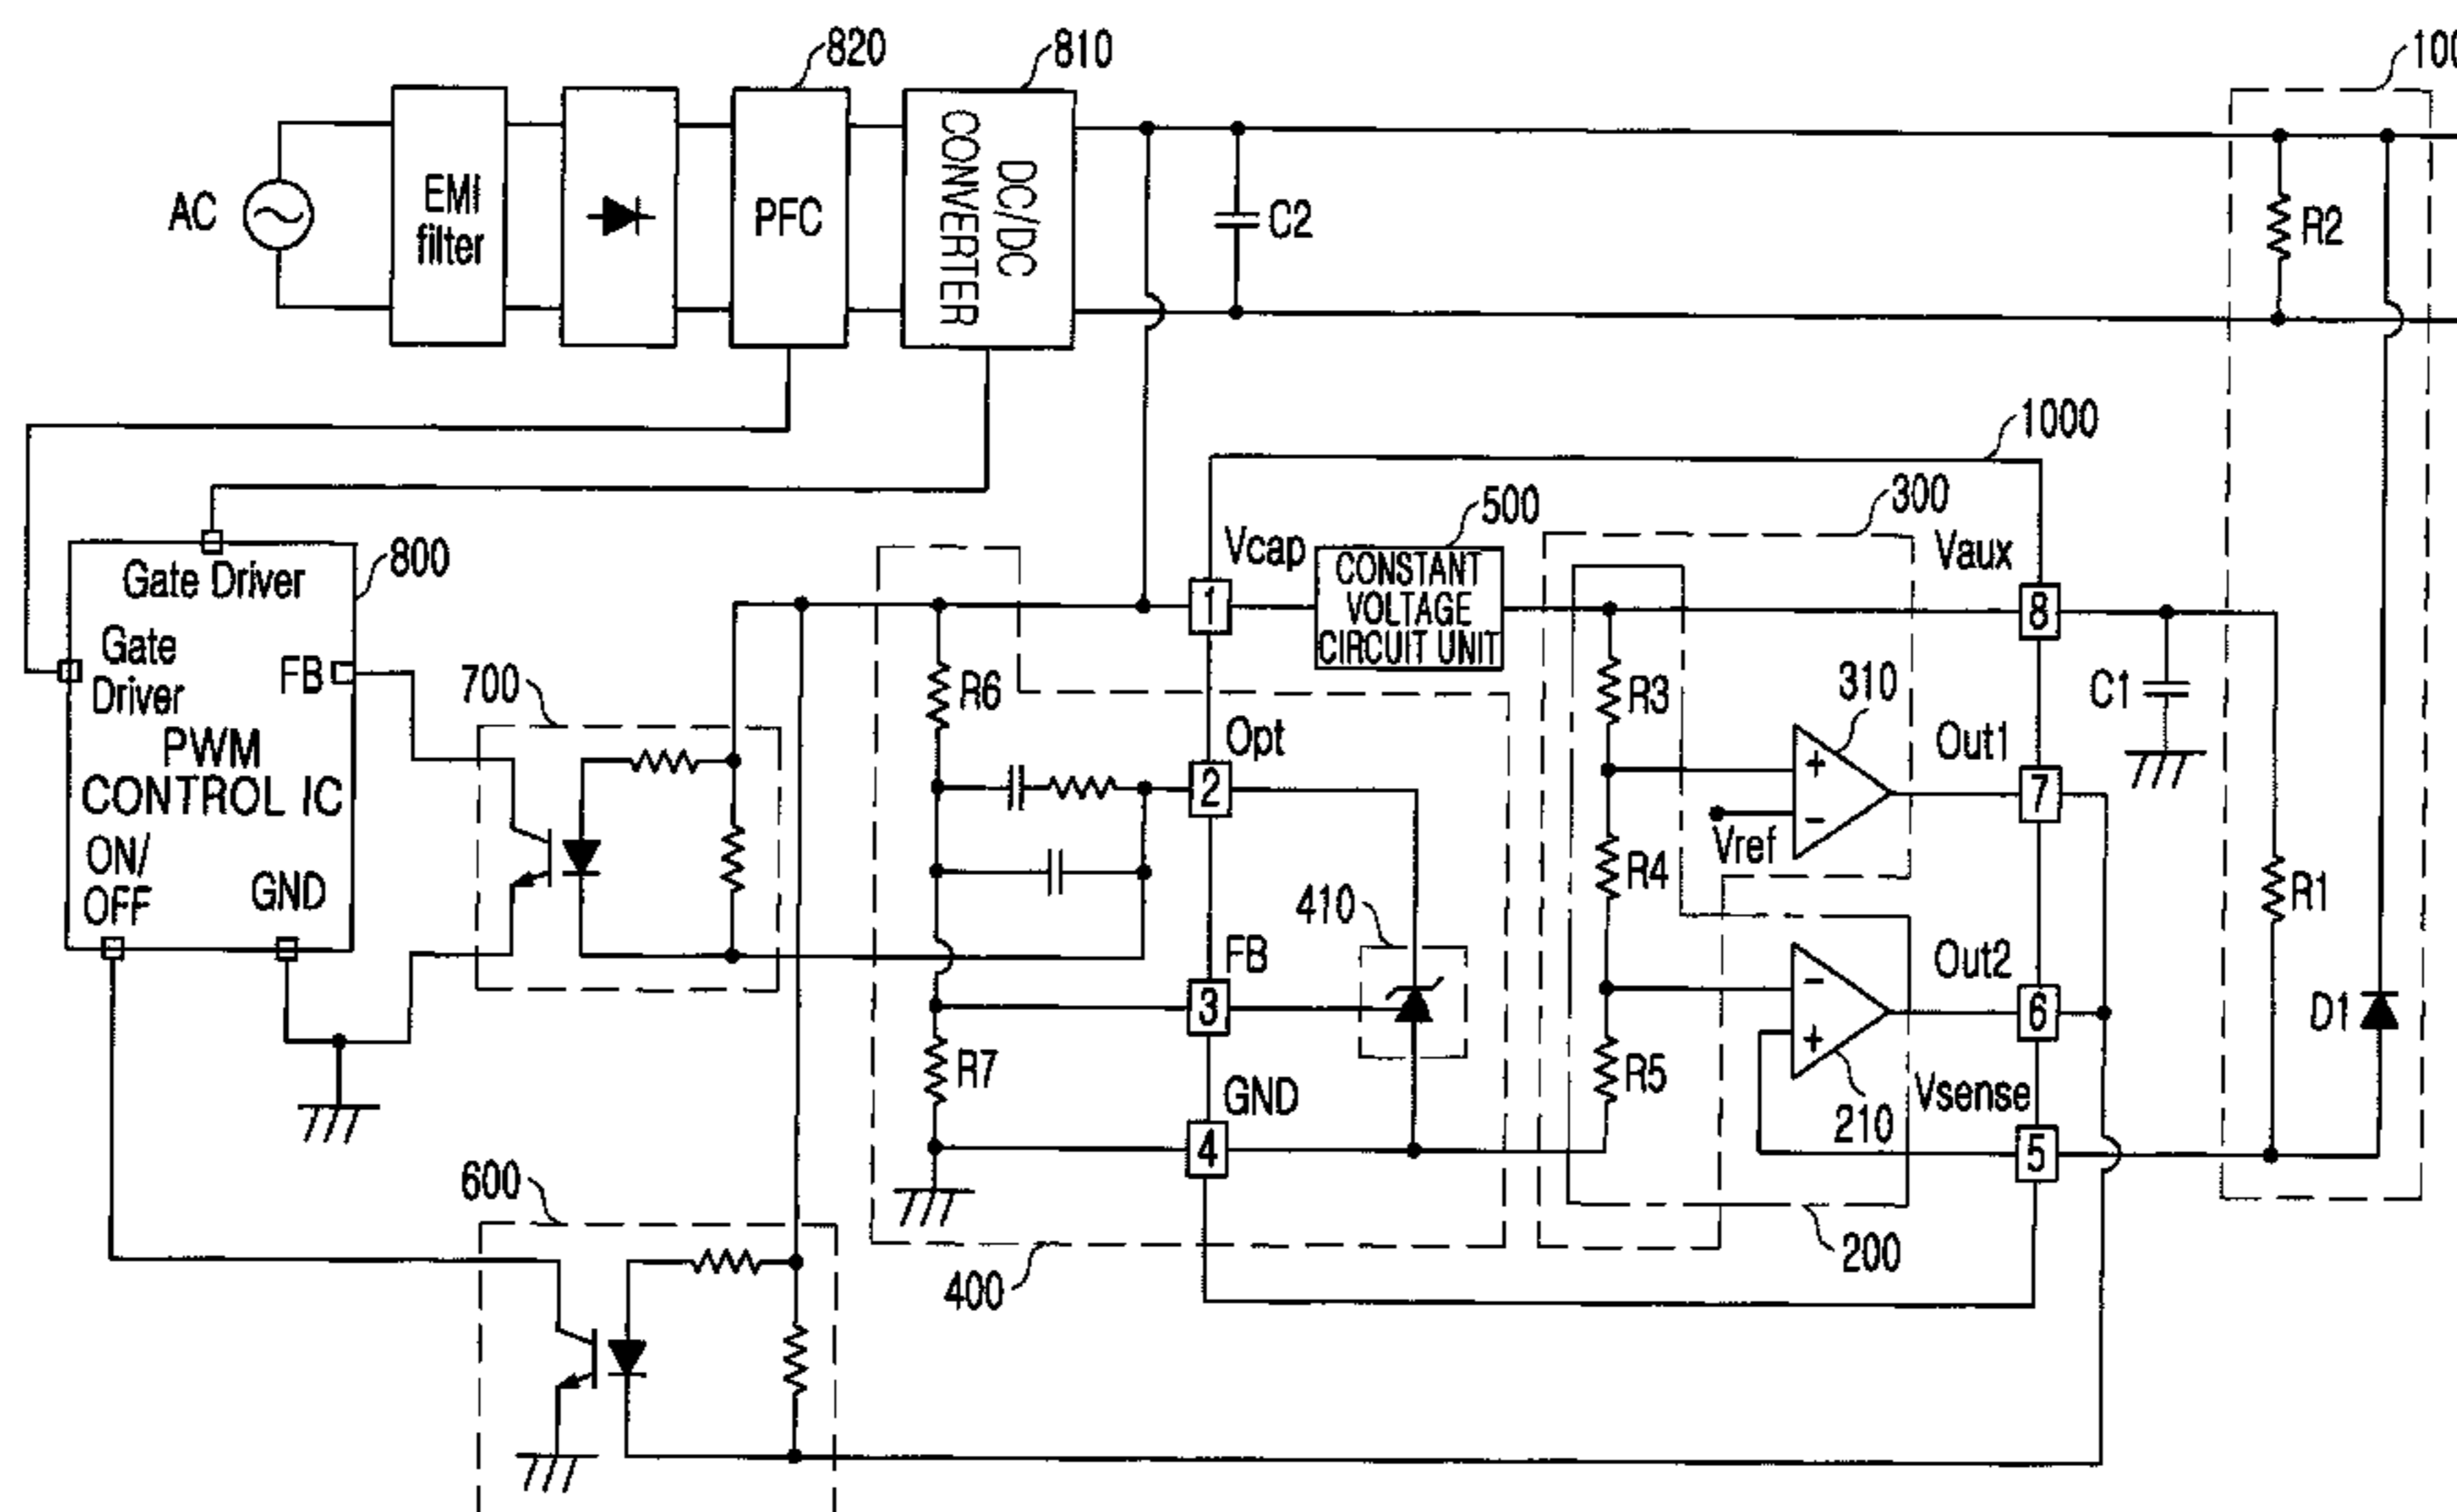 820
810
100
AC
EMI
filter
PFC
DC/DC
CONVERTER
C2
R2
1000
800
Gate Driver
Gate
Driver
FB
PWM
CONTROL IC
ON/
OFF
GND
700
500
300
Vcap
CONSTANT
VOLTAGE
CIRCUIT UNIT
Vaux
1
8
R6
R3
310
C1
Opt
Out1
2
+
-
7
Vref
R4
R1
410
FB
Out2
3
-
+
6
D1
R7
R5
GND
210
Vsense
4
5
600
400
200